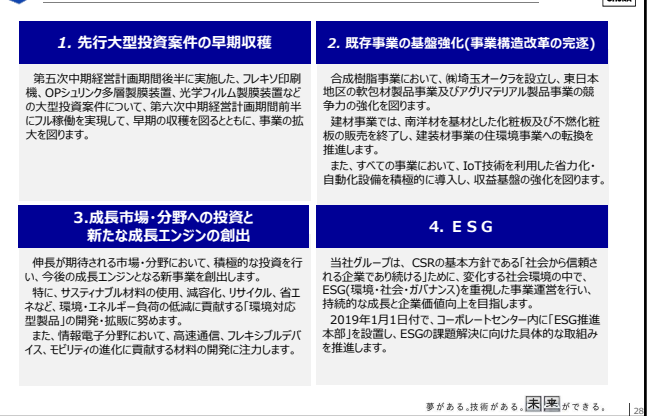 1. 先行大型投資案件の早期収穫
第五次中期経営計画期間後半に実施した、フレキソ印刷
機、OPシュリンク多層製膜装置、光学フィルム製膜装置など
の大型投資案件について、第六次中期経営計画期間前半
にフル稼働を実現して、早期の収穫を図るとともに、事業の拡
大を図ります。
2. 既存事業の基盤強化(事業構造改革の完遂)
合成樹脂事業において、㈱埼玉オークラを設立し、東日本
地区の軟包材製品事業及びアグリマテリアル製品事業の競
争力の強化を図ります。
建材事業では、南洋材を基材とした化粧板及び不燃化粧
板の販売を終了し、建装材事業の住環境事業への転換を
推進します。
また、すべての事業において、IoT技術を利用した省力化・
自動化設備を積極的に導入し、収益基盤の強化を図ります。
3.成長市場・分野への投資と
新たな成長エンジンの創出
伸長が期待される市場・分野において、積極的な投資を行
い、今後の成長エンジンとなる新事業を創出します。
特に、サスティナブル材料の使用、減容化、リサイクル、省エ
ネなど、環境・エネルギー負荷の低減に貢献する「環境対応
型製品」の開発・拡販に努めます。
また、情報電子分野において、高速通信、フレキシブルデバ
イス、モビリティの進化に貢献する材料の開発に注力します。
4. ESG
当社グループは、CSRの基本方針である「社会から信頼さ
れる企業であり続ける」ために、変化する社会環境の中で、
ESG(環境・社会・ガバナンス)を重視した事業運営を行い、
持続的な成長と企業価値向上を目指します。
2019年1月1日付で、コーポレートセンター内に「ESG推進
本部」を設置し、ESGの課題解決に向けた具体的な取組み
を推進します。
夢がある。技術がある。未来ができる。
28